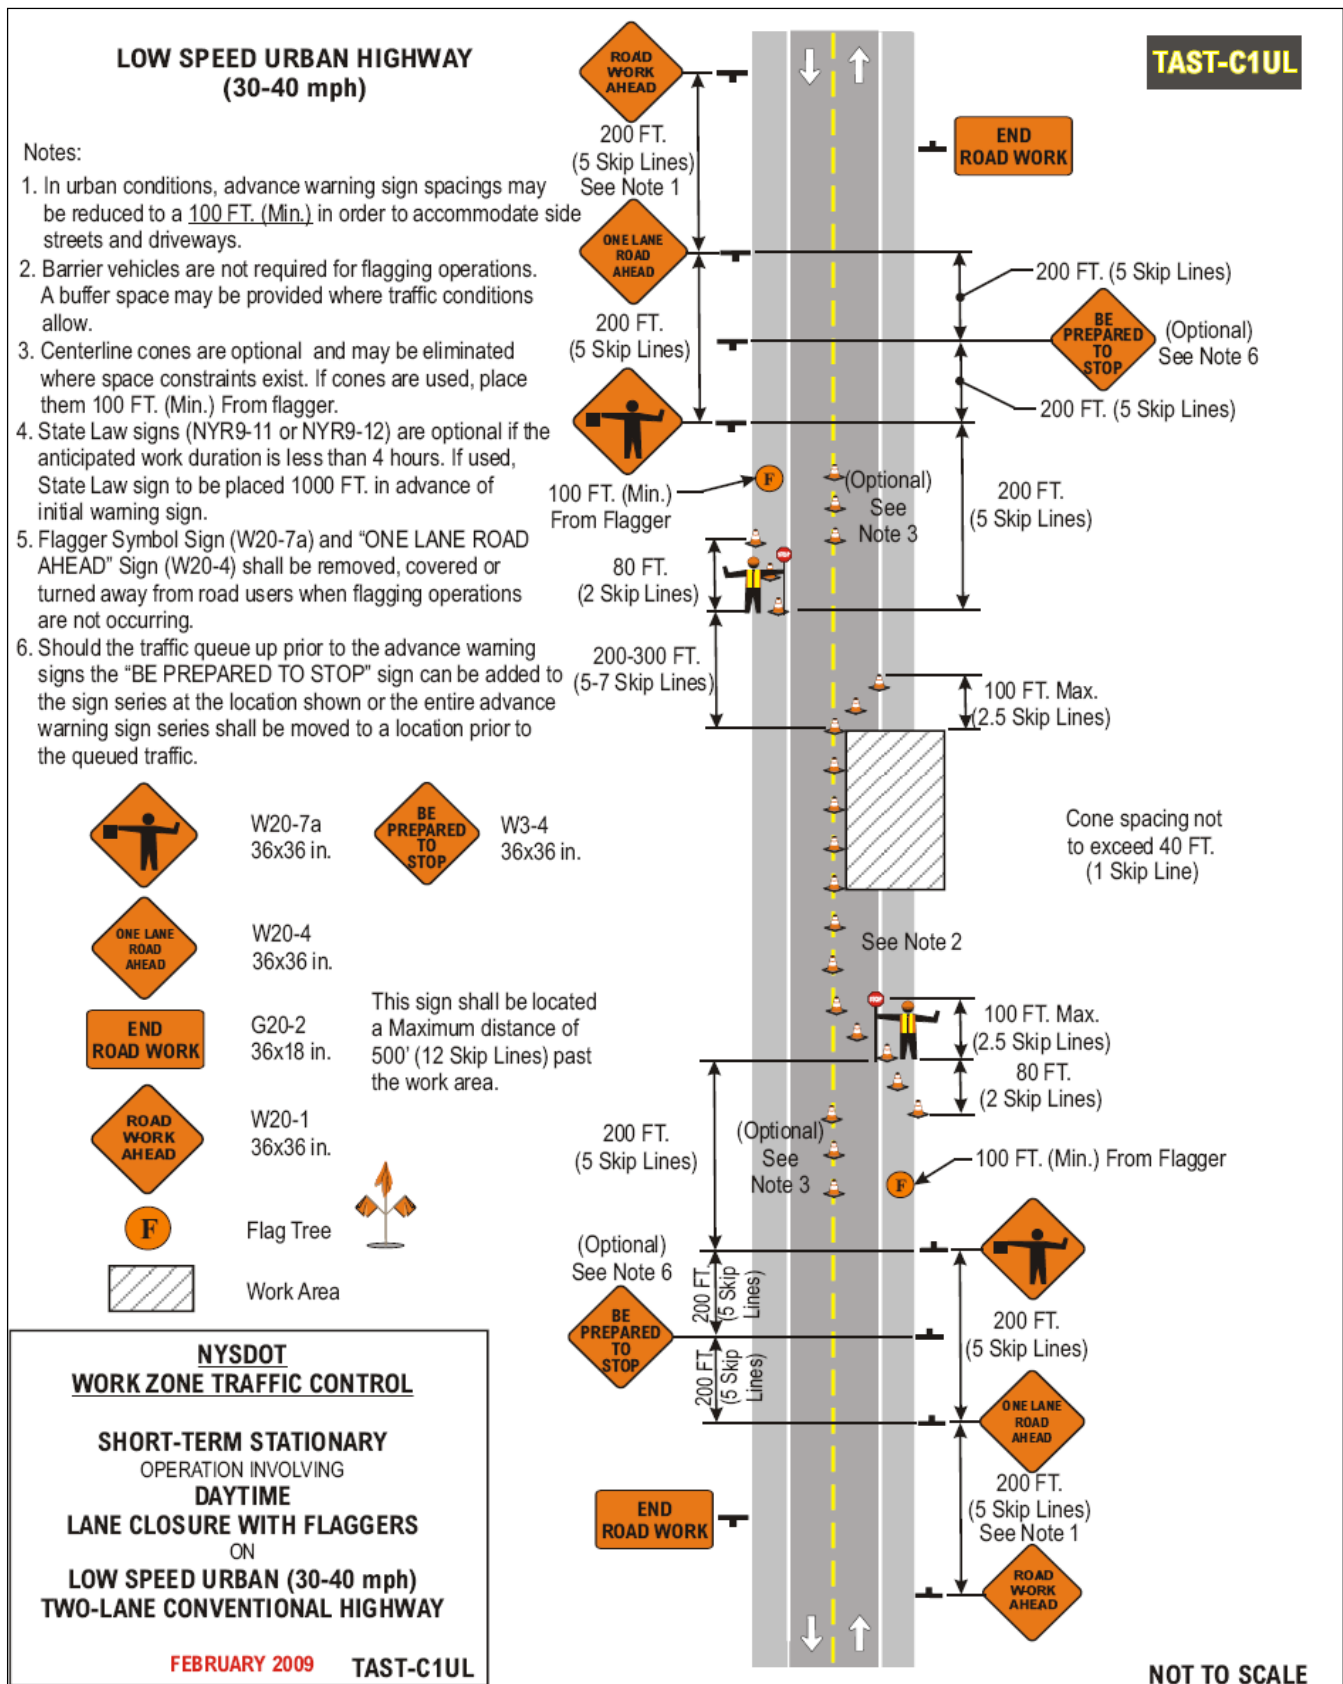 LOW SPEED URBAN HIGHWAY
(30-40 mph)
TAST-C1UL
Notes:
1. In urban conditions, advance warning sign spacings may
be reduced to a 100 FT. (Min.) in order to accommodate side
streets and driveways.
2. Barrier vehicles are not required for flagging operations.
A buffer space may be provided where traffic conditions
allow.
3. Centerline cones are optional and may be eliminated
where space constraints exist. If cones are used, place
them 100 FT. (Min.) From flagger.
4. State Law signs (NYR9-11 or NYR9-12) are optional if the
anticipated work duration is less than 4 hours. If used,
State Law sign to be placed 1000 FT. in advance of
initial warning sign.
5. Flagger Symbol Sign (W20-7a) and “ONE LANE ROAD
AHEAD” Sign (W20-4) shall be removed, covered or
turned away from road users when flagging operations
are not occurring.
6. Should the traffic queue up prior to the advance warning
signs the “BE PREPARED TO STOP” sign can be added to
the sign series at the location shown or the entire advance
warning sign series shall be moved to a location prior to
the queued traffic.
ROAD
WORK
AHEAD
200 FT.
(5 Skip Lines)
See Note 1
END
ROAD WORK
ONE LANE
ROAD
AHEAD
200 FT.
(5 Skip Lines)
200 FT. (5 Skip Lines)
BE
PREPARED
TO
STOP
(Optional)
See Note 6
200 FT. (5 Skip Lines)
F
100 FT. (Min.)
From Flagger
(Optional)
See
Note 3
200 FT.
(5 Skip Lines)
STOP
80 FT.
(2 Skip Lines)
200-300 FT.
(5-7 Skip Lines)
100 FT. Max.
(2.5 Skip Lines)
Cone spacing not
to exceed 40 FT.
(1 Skip Line)
See Note 2
STOP
100 FT. Max.
(2.5 Skip Lines)
80 FT.
(2 Skip Lines)
200 FT.
(5 Skip Lines)
(Optional)
See
Note 3
F
100 FT. (Min.) From Flagger
(Optional)
See Note 6
BE
PREPARED
TO
STOP
200 FT.
(5 Skip
Lines)
200 FT.
(5 Skip
Lines)
200 FT.
(5 Skip Lines)
ONE LANE
ROAD
AHEAD
200 FT.
(5 Skip Lines)
See Note 1
END
ROAD WORK
ROAD
WORK
AHEAD
W20-7a
36x36 in.
BE
PREPARED
TO
STOP
W3-4
36x36 in.
ONE LANE
ROAD
AHEAD
W20-4
36x36 in.
END
ROAD WORK
G20-2
36x18 in.
This sign shall be located
a Maximum distance of
500' (12 Skip Lines) past
the work area.
ROAD
WORK
AHEAD
W20-1
36x36 in.
F
Flag Tree
Work Area
NYSDOT
WORK ZONE TRAFFIC CONTROL
SHORT-TERM STATIONARY
OPERATION INVOLVING
DAYTIME
LANE CLOSURE WITH FLAGGERS
ON
LOW SPEED URBAN (30-40 mph)
TWO-LANE CONVENTIONAL HIGHWAY
FEBRUARY 2009
TAST-C1UL
NOT TO SCALE